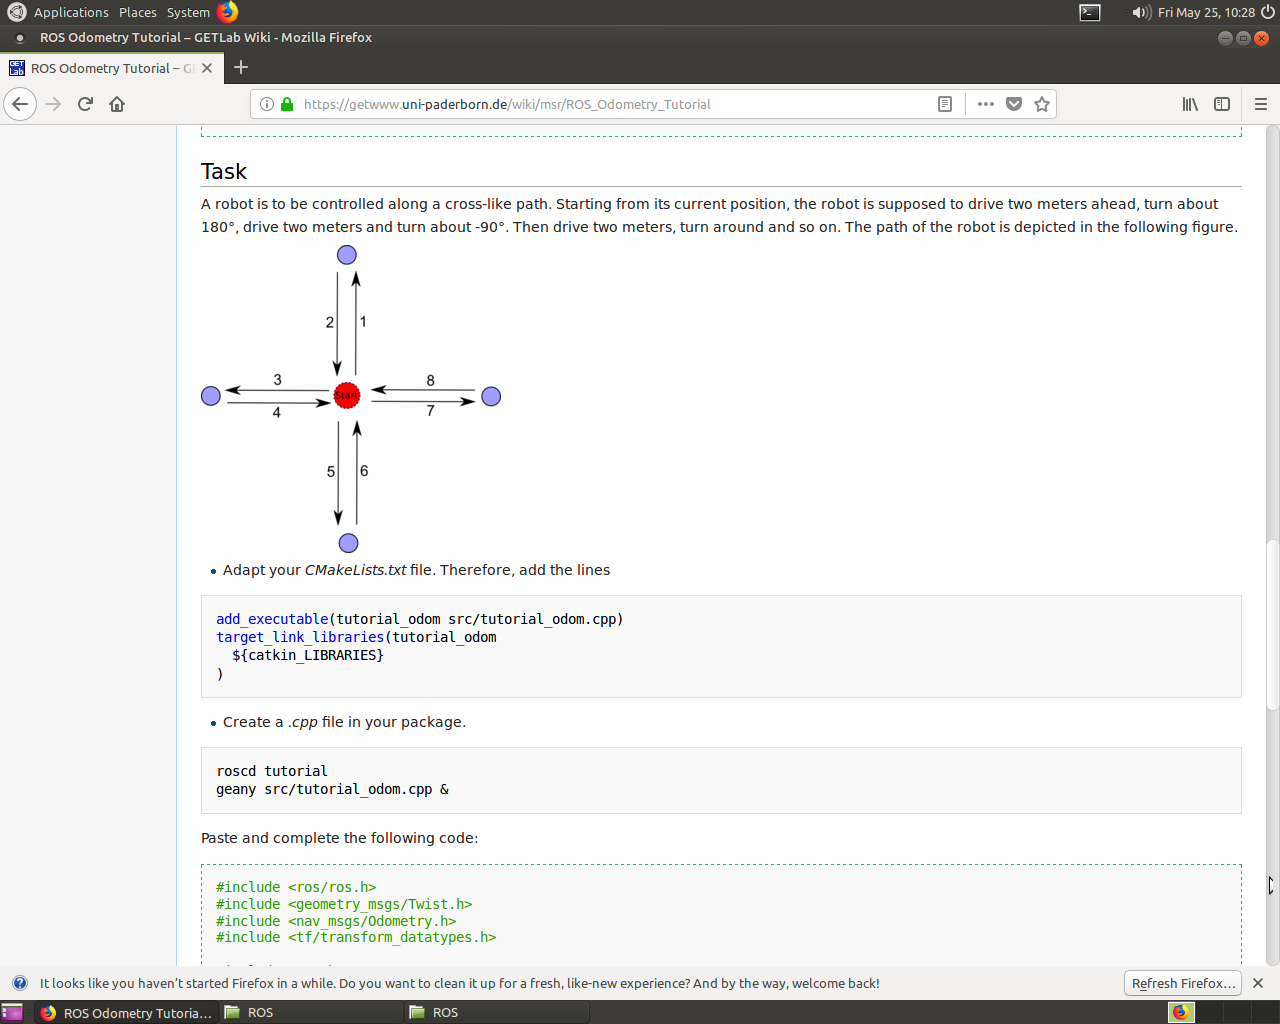 Applications Places System
Fri May 25, 10:28
ROS Odometry Tutorial – GETLab Wiki - Mozilla Firefox
GET Lab
ROS Odometry Tutorial – GE
https://getwww.uni-paderborn.de/wiki/msr/ROS_Odometry_Tutorial
Task
A robot is to be controlled along a cross-like path. Starting from its current position, the robot is supposed to drive two meters ahead, turn about
180°, drive two meters and turn about -90°. Then drive two meters, turn around and so on. The path of the robot is depicted in the following figure.
2 1
3 8
Start
4 7
5 6
• Adapt your CMakeLists.txt file. Therefore, add the lines
add_executable(tutorial_odom src/tutorial_odom.cpp)
target_link_libraries(tutorial_odom
${catkin_LIBRARIES}
)
• Create a .cpp file in your package.
roscd tutorial
geany src/tutorial_odom.cpp &
Paste and complete the following code:
#include <ros/ros.h>
#include <geometry_msgs/Twist.h>
#include <nav_msgs/Odometry.h>
#include <tf/transform_datatypes.h>
It looks like you haven't started Firefox in a while. Do you want to clean it up for a fresh, like-new experience? And by the way, welcome back!
Refresh Firefox...
ROS Odometry Tutoria...
ROS
ROS